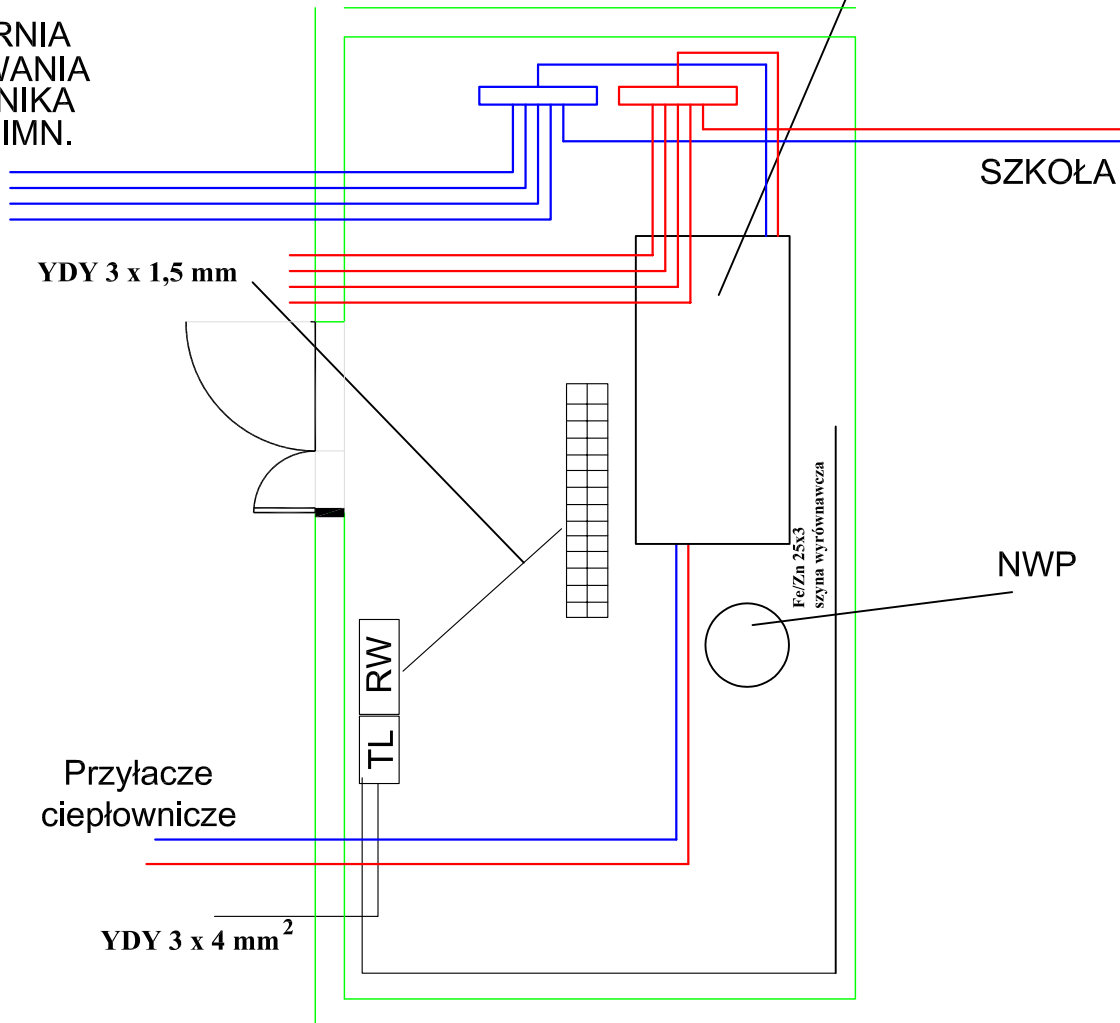 RNIA
WANIA
NIKA
IMN.
SZKOŁA
YDY 3 x 1,5 mm
Fe/Zn 25x3
szyna wyrównawcza
NWP
RW
TL
Przyłacze
ciepłownicze
YDY 3 x 4 mm²